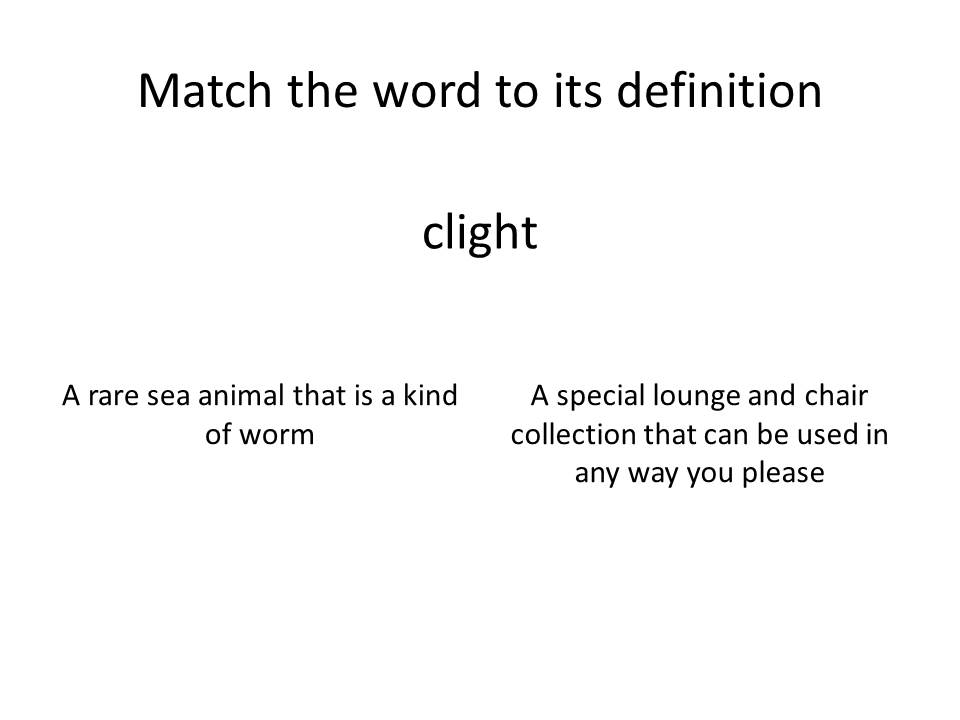 Match the word to its definition
clight
A rare sea animal that is a kind
of worm
A special lounge and chair
collection that can be used in
any way you please